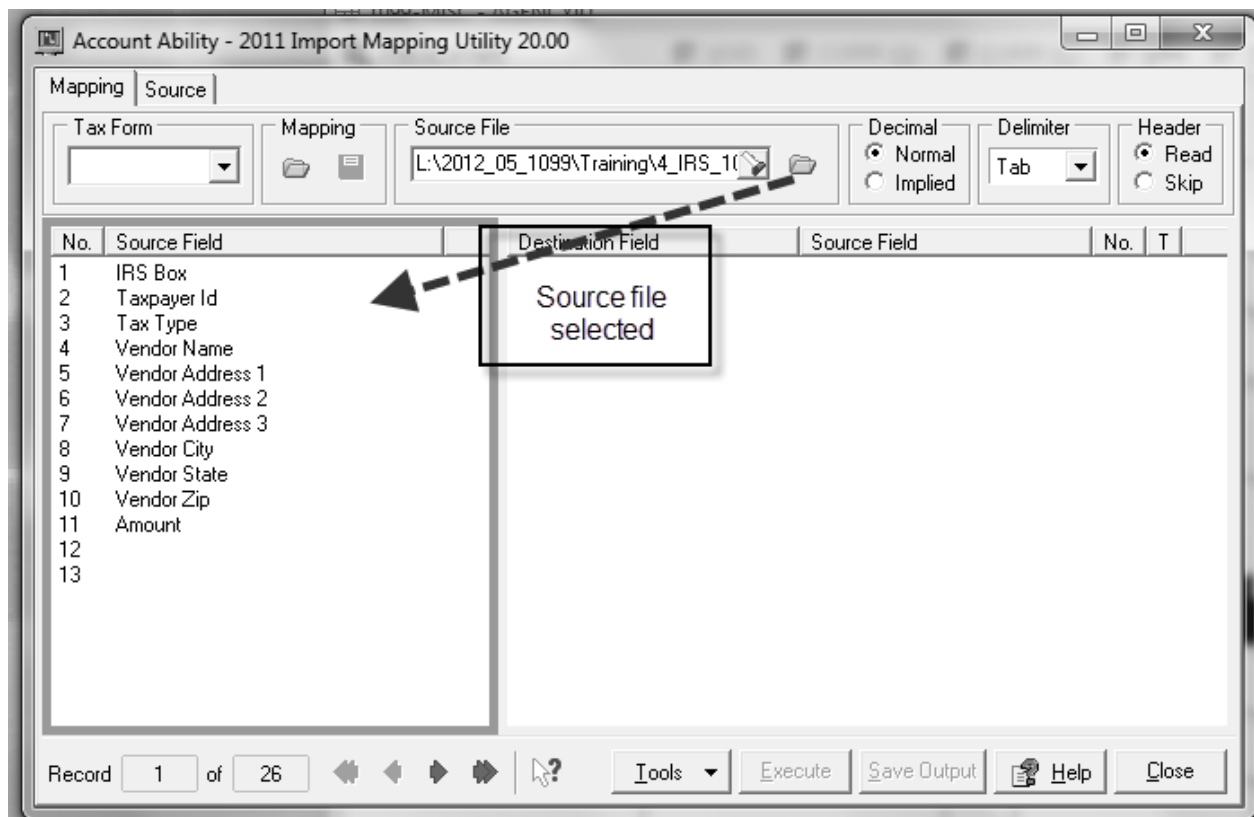 Account Ability - 2011 Import Mapping Utility 20.00
Mapping Source
Tax Form Mapping Source File Decimal Delimiter Header
L:\2012_05_1099\Training\4_IRS_1( Normal Tab Read
Implied Skip
No. Source Field Destination Field Source Field No. T
1 IRS Box
2 Taxpayer Id
3 Tax Type
4 Vendor Name
5 Vendor Address 1
6 Vendor Address 2
7 Vendor Address 3
8 Vendor City
9 Vendor State
10 Vendor Zip
11 Amount
12
13
Source file
selected
Record 1 of 26 Tools Execute Save Output Help Close